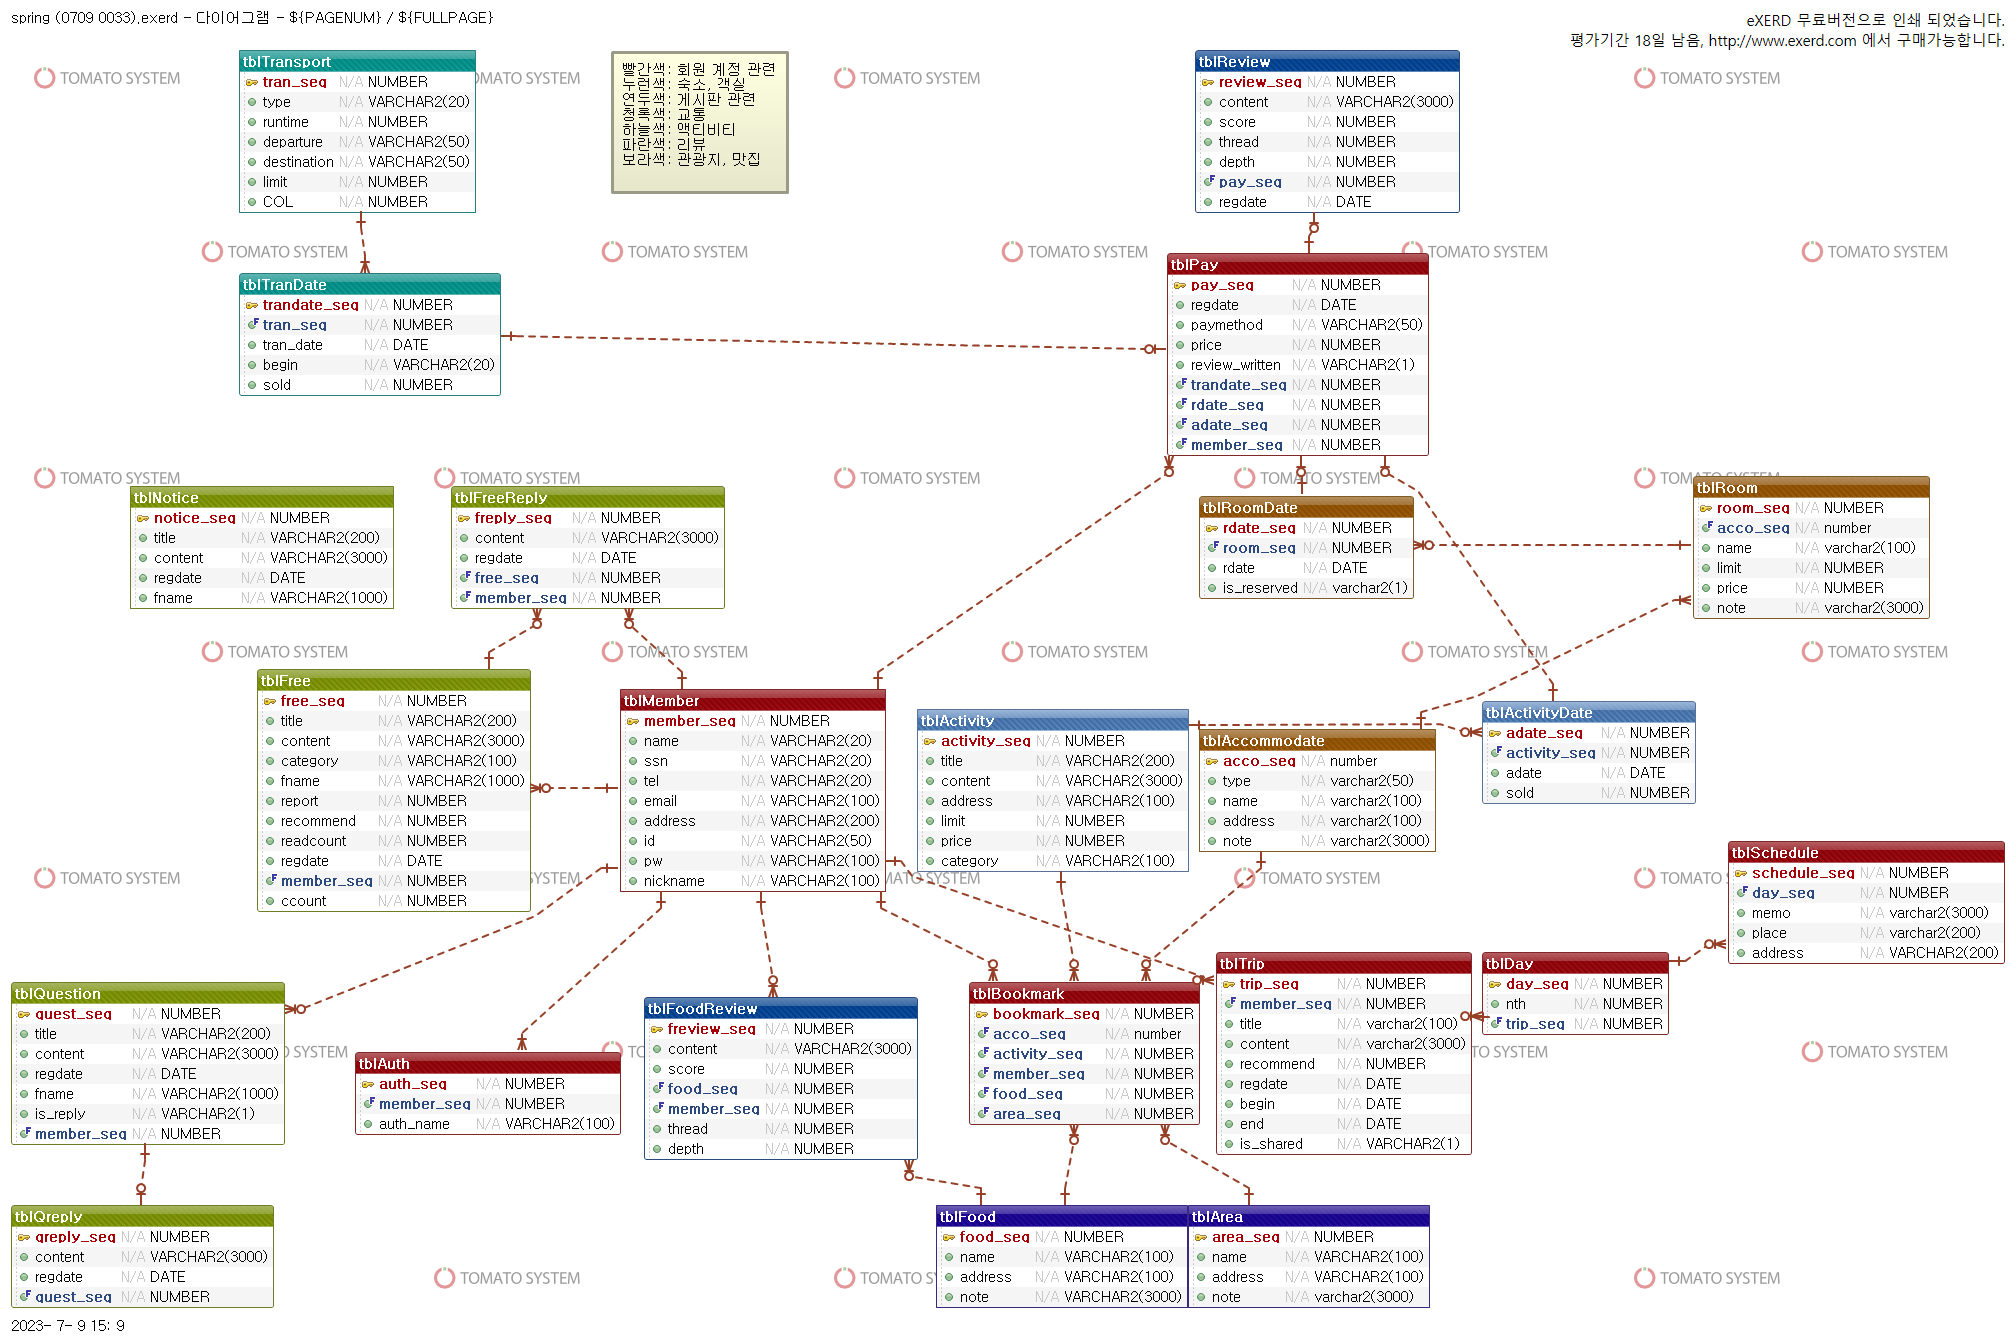 spring (0709 0033).exerd - 다이어그램 - ${PAGENUM} / ${FULLPAGE}
eXERD 무료버전으로 인쇄 되었습니다.
평가기간 18일 남음, http://www.exerd.com 에서 구매가능합니다.
tblTransport
tran_seq N/A NUMBER
type N/A VARCHAR2(20)
runtime N/A NUMBER
departure N/A VARCHAR2(50)
destination N/A VARCHAR2(50)
limit N/A NUMBER
COL N/A NUMBER
빨간색: 회원 계정 관련
누런색: 숙소, 객실
연두색: 게시판 관련
청록색: 교통
하늘색: 액티비티
파란색: 리뷰
보라색: 관광지, 맛집
tblReview
review_seq N/A NUMBER
content N/A VARCHAR2(3000)
score N/A NUMBER
thread N/A NUMBER
depth N/A NUMBER
pay_seq N/A NUMBER
regdate N/A DATE
tblTranDate
trandate_seq N/A NUMBER
tran_seq N/A NUMBER
tran_date N/A DATE
begin N/A VARCHAR2(20)
sold N/A NUMBER
tblPay
pay_seq N/A NUMBER
regdate N/A DATE
paymethod N/A VARCHAR2(50)
price N/A NUMBER
review_written N/A VARCHAR2(1)
trandate_seq N/A NUMBER
rdate_seq N/A NUMBER
adate_seq N/A NUMBER
member_seq N/A NUMBER
tblNotice
notice_seq N/A NUMBER
title N/A VARCHAR2(200)
content N/A VARCHAR2(3000)
regdate N/A DATE
fname N/A VARCHAR2(1000)
tblFreeReply
freply_seq N/A NUMBER
content N/A VARCHAR2(3000)
regdate N/A DATE
free_seq N/A NUMBER
member_seq N/A NUMBER
tblRoomDate
rdate_seq N/A NUMBER
room_seq N/A NUMBER
rdate N/A DATE
is_reserved N/A varchar2(1)
tblRoom
room_seq N/A NUMBER
acco_seq N/A number
name N/A varchar2(100)
limit N/A NUMBER
price N/A NUMBER
note N/A varchar2(3000)
tblFree
free_seq N/A NUMBER
title N/A VARCHAR2(200)
content N/A VARCHAR2(3000)
category N/A VARCHAR2(100)
fname N/A VARCHAR2(1000)
report N/A NUMBER
recommend N/A NUMBER
readcount N/A NUMBER
regdate N/A DATE
member_seq N/A NUMBER
ccount N/A NUMBER
tblMember
member_seq N/A NUMBER
name N/A VARCHAR2(20)
ssn N/A VARCHAR2(20)
tel N/A VARCHAR2(20)
email N/A VARCHAR2(100)
address N/A VARCHAR2(200)
id N/A VARCHAR2(50)
pw N/A VARCHAR2(100)
nickname N/A VARCHAR2(100)
tblActivity
activity_seq N/A NUMBER
title N/A VARCHAR2(200)
content N/A VARCHAR2(3000)
address N/A VARCHAR2(100)
limit N/A NUMBER
price N/A NUMBER
category N/A VARCHAR2(100)
tblAccommodate
acco_seq N/A number
type N/A varchar2(50)
name N/A varchar2(100)
address N/A varchar2(100)
note N/A varchar2(3000)
tblActivityDate
adate_seq N/A NUMBER
activity_seq N/A NUMBER
adate N/A DATE
sold N/A NUMBER
tblSchedule
schedule_seq N/A NUMBER
day_seq N/A NUMBER
memo N/A varchar2(3000)
place N/A varchar2(200)
address N/A VARCHAR2(200)
tblQuestion
quest_seq N/A NUMBER
title N/A VARCHAR2(200)
content N/A VARCHAR2(3000)
regdate N/A DATE
fname N/A VARCHAR2(1000)
is_reply N/A VARCHAR2(1)
member_seq N/A NUMBER
tblAuth
auth_seq N/A NUMBER
member_seq N/A NUMBER
auth_name N/A VARCHAR2(100)
tblFoodReview
freview_seq N/A NUMBER
content N/A VARCHAR2(3000)
score N/A NUMBER
food_seq N/A NUMBER
member_seq N/A NUMBER
thread N/A NUMBER
depth N/A NUMBER
tblBookmark
bookmark_seq N/A NUMBER
acco_seq N/A number
activity_seq N/A NUMBER
member_seq N/A NUMBER
food_seq N/A NUMBER
area_seq N/A NUMBER
tblTrip
trip_seq N/A NUMBER
member_seq N/A NUMBER
title N/A varchar2(100)
content N/A varchar2(3000)
recommend N/A NUMBER
regdate N/A DATE
begin N/A DATE
end N/A DATE
is_shared N/A VARCHAR2(1)
tblDay
day_seq N/A NUMBER
nth N/A NUMBER
trip_seq N/A NUMBER
tblQreply
qreply_seq N/A NUMBER
content N/A VARCHAR2(3000)
regdate N/A DATE
quest_seq N/A NUMBER
tblFood
food_seq N/A NUMBER
name N/A VARCHAR2(100)
address N/A VARCHAR2(100)
note N/A VARCHAR2(3000)
tblArea
area_seq N/A NUMBER
name N/A VARCHAR2(100)
address N/A VARCHAR2(100)
note N/A varchar2(3000)
TOMATO SYSTEM
2023- 7- 9 15: 9